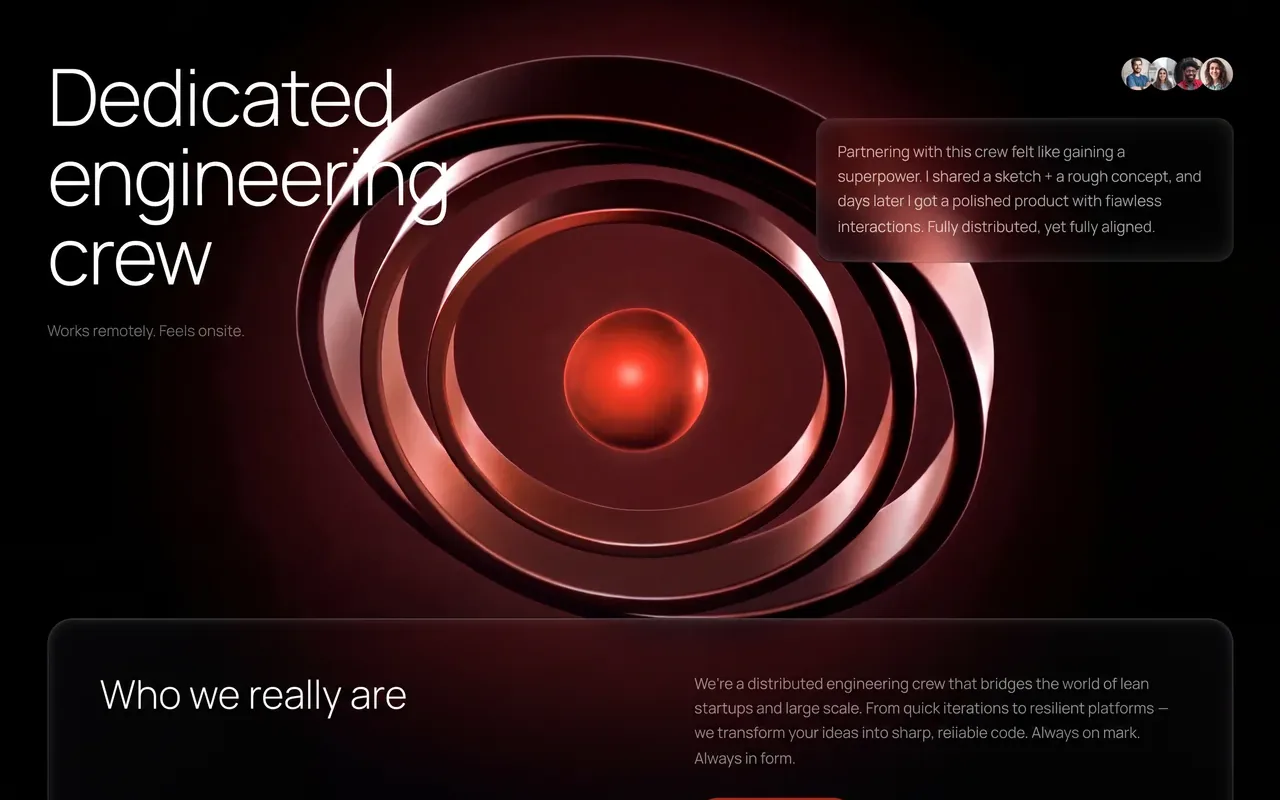 Dedicated
engineering
crew
Works remotely. Feels onsite.
Partnering with this crew felt like gaining a
superpower. I shared a sketch + a rough concept, and
days later I got a polished product with flawless
interactions. Fully distributed, yet fully aligned.
Who we really are
We're a distributed engineering crew that bridges the world of lean
startups and large scale. From quick iterations to resilient platforms —
we transform your ideas into sharp, reliable code. Always on mark.
Always in form.